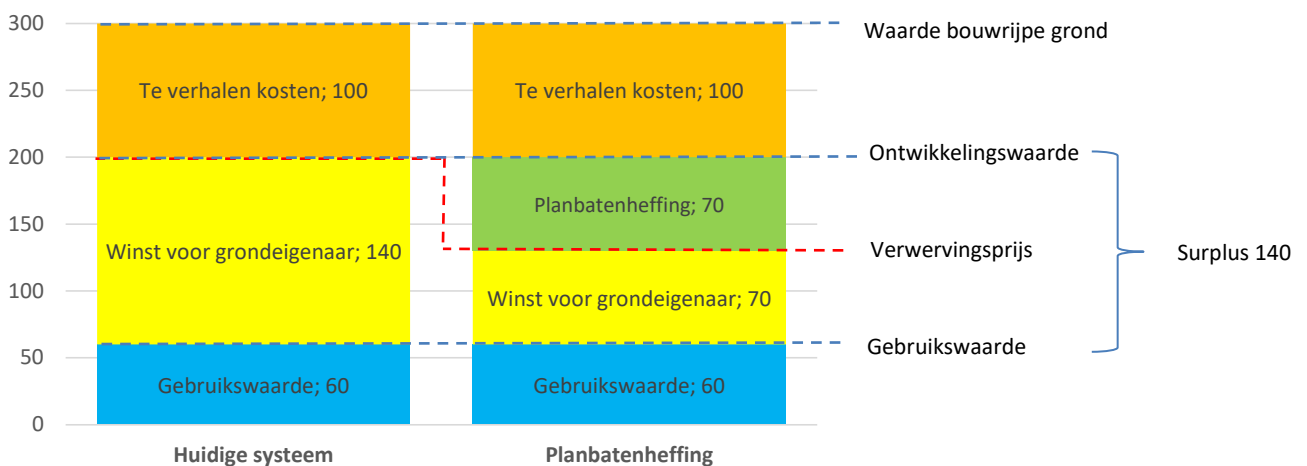 300
Waarde bouwrijpe grond
250
Te verhalen kosten; 100
Te verhalen kosten; 100
200
Ontwikkelingswaarde
Planbatenheffing; 70
150
Winst voor grondeigenaar; 140
Verwervingsprijs
Surplus 140
100
Winst voor grondeigenaar; 70
Gebruikswaarde
50
Gebruikswaarde; 60
Gebruikswaarde; 60
0
Huidige systeem
Planbatenheffing